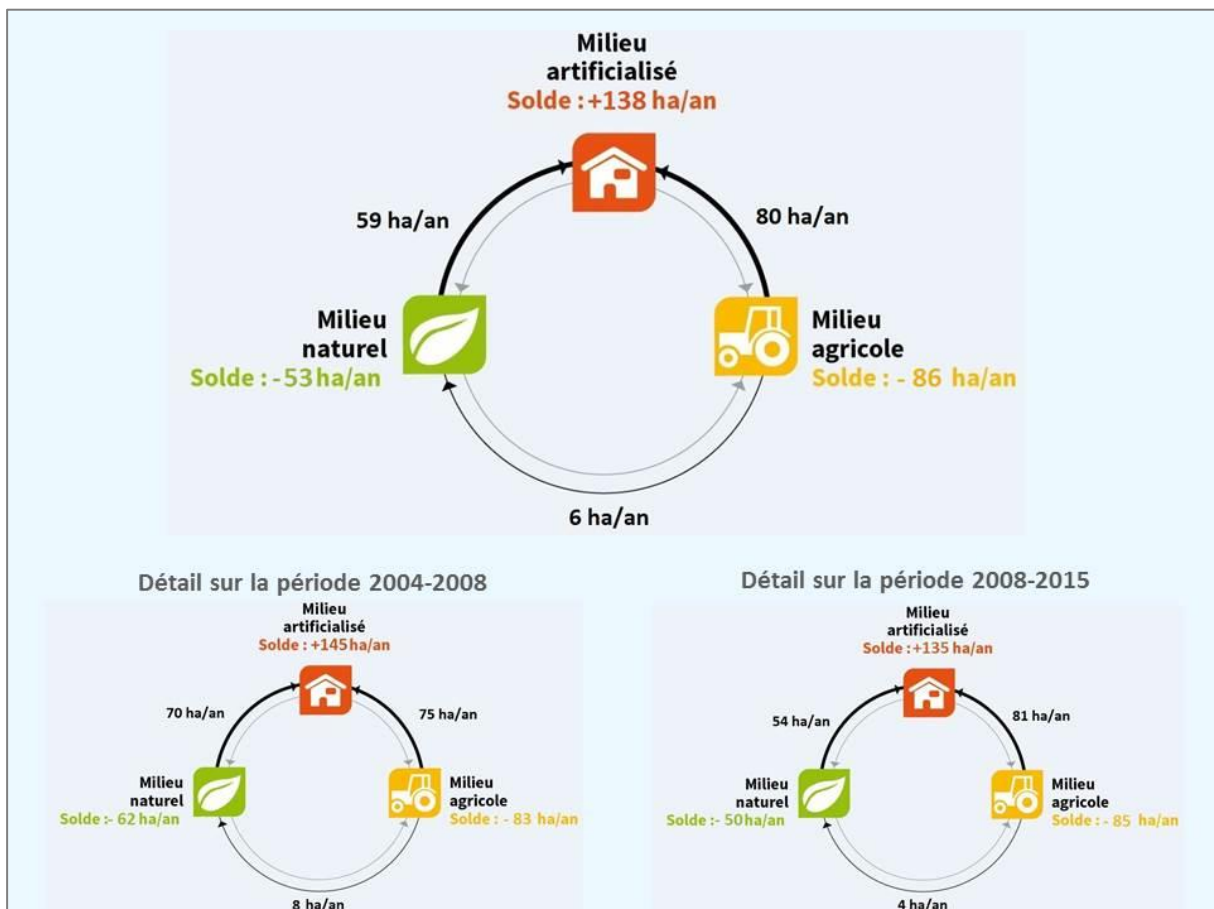 Milieu
artificialisé
Solde : +138 ha/an
59 ha/an
80 ha/an
Milieu
naturel
Solde : -53 ha/an
Milieu
agricole
Solde : - 86 ha/an
6 ha/an
Détail sur la période 2004-2008
Milieu
artificialisé
Solde : +145 ha/an
70 ha/an
75 ha/an
Milieu
naturel
Solde :- 62 ha/an
Milieu
agricole
Solde : - 83 ha/an
8 ha/an
Détail sur la période 2008-2015
Milieu
artificialisé
Solde : +135 ha/an
54 ha/an
81 ha/an
Milieu
naturel
Solde :- 50 ha/an
Milieu
agricole
Solde : - 85 ha/an
4 ha/an